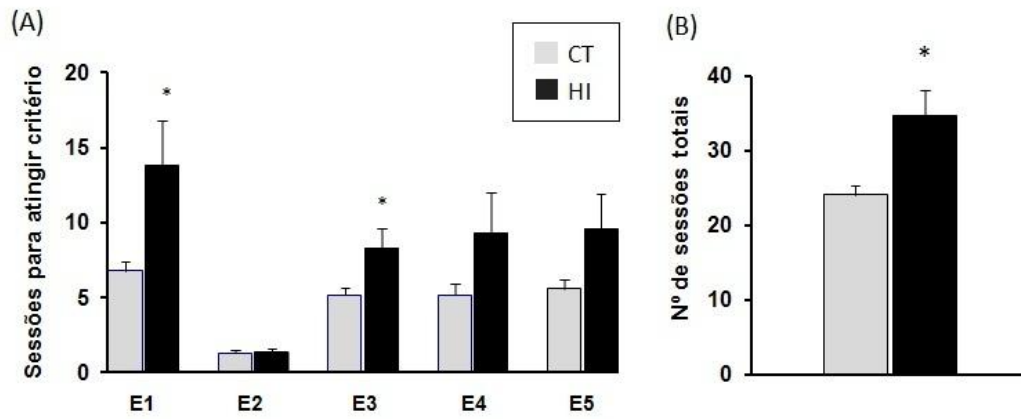 (A)
Sessões para atingir critério
20
15
10
5
0
*
*
E1 E2 E3 E4 E5
CT
HI
(B)
Nº de sessões totais
40
30
20
10
0
*